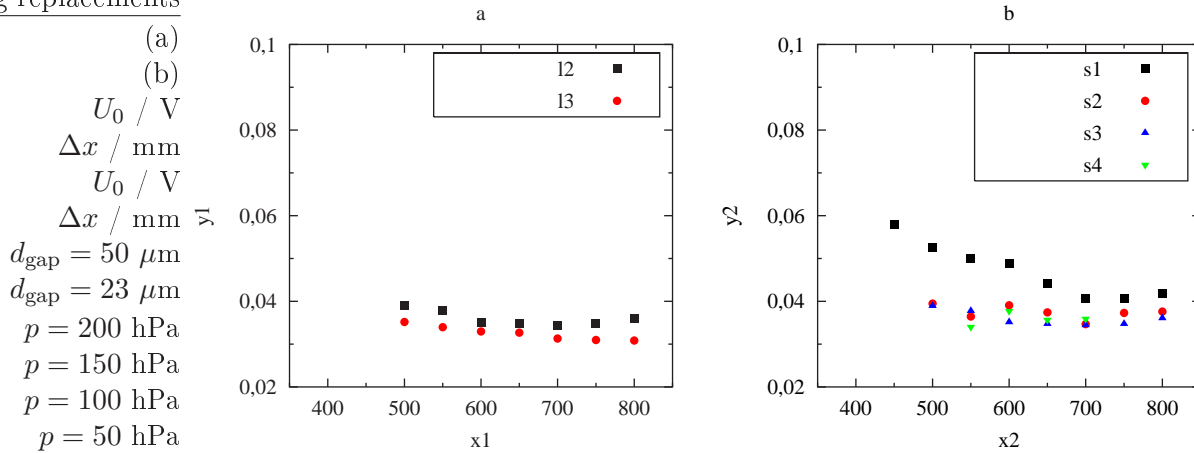 g replacements
(a)
(b)
U₀ / V
Δx / mm
U₀ / V
Δx / mm
d_gap = 50 μm
d_gap = 23 μm
p = 200 hPa
p = 150 hPa
p = 100 hPa
p = 50 hPa
a
0,1
0,08
0,06
0,04
0,02
y1
l2
l3
400 500 600 700 800
x1
b
0,1
0,08
0,06
0,04
0,02
y2
s1
s2
s3
s4
400 500 600 700 800
x2